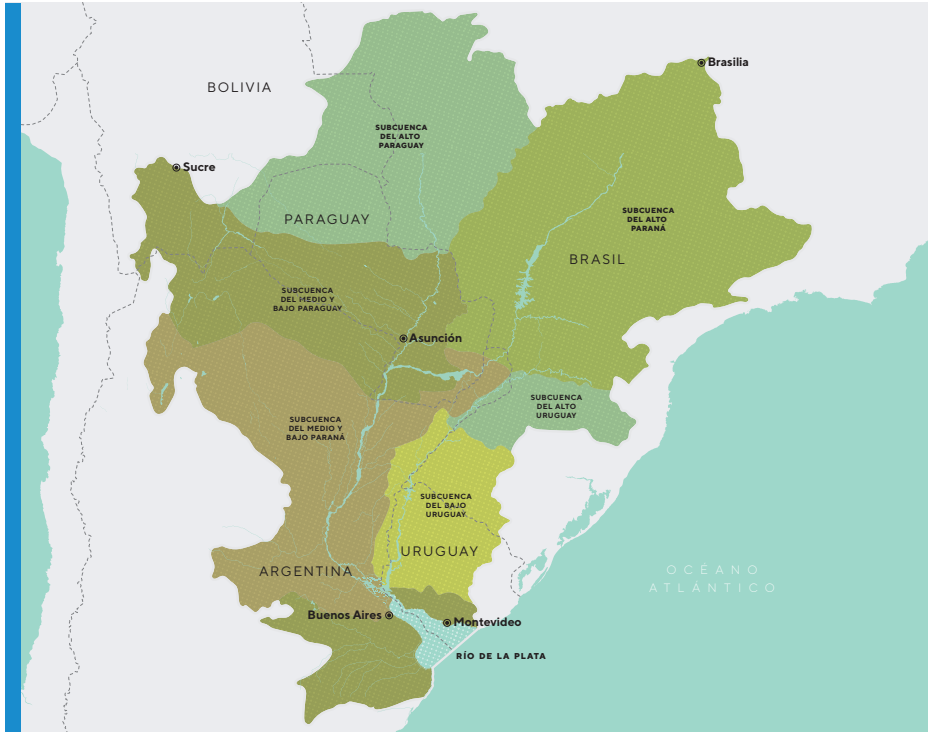 Brasilia
BOLIVIA
SUBCUENCA
DEL ALTO
PARAGUAY
Sucre
PARAGUAY
SUBCUENCA
DEL ALTO
PARANÁ
BRASIL
SUBCUENCA
DEL MEDIO Y
BAJO PARAGUAY
Asunción
SUBCUENCA
DEL ALTO
URUGUAY
SUBCUENCA
DEL MEDIO Y
BAJO PARANÁ
SUBCUENCA
DEL BAJO
URUGUAY
URUGUAY
ARGENTINA
OCÉANO
ATLÁNTICO
Buenos Aires
Montevideo
RÍO DE LA PLATA